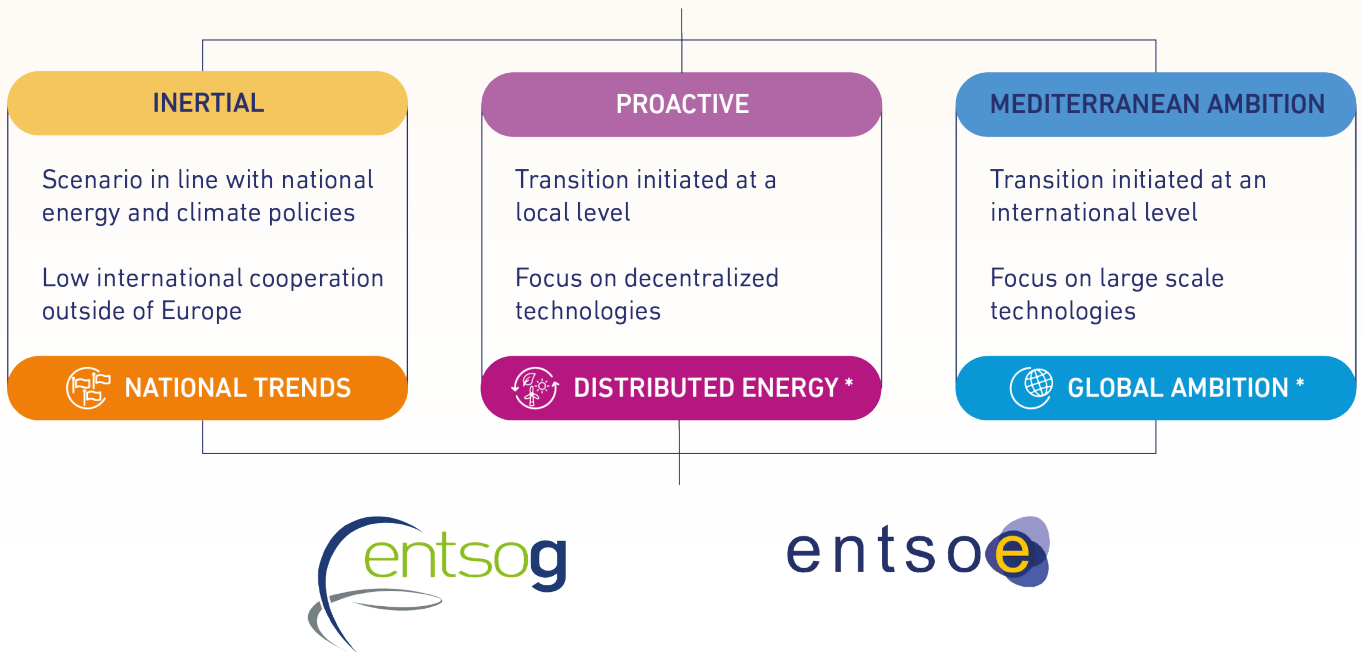 INERTIAL
Scenario in line with national
energy and climate policies
Low international cooperation
outside of Europe
NATIONAL TRENDS
PROACTIVE
Transition initiated at a
local level
Focus on decentralized
technologies
DISTRIBUTED ENERGY *
MEDITERRANEAN AMBITION
Transition initiated at an
international level
Focus on large scale
technologies
GLOBAL AMBITION *
entsog
entsoe